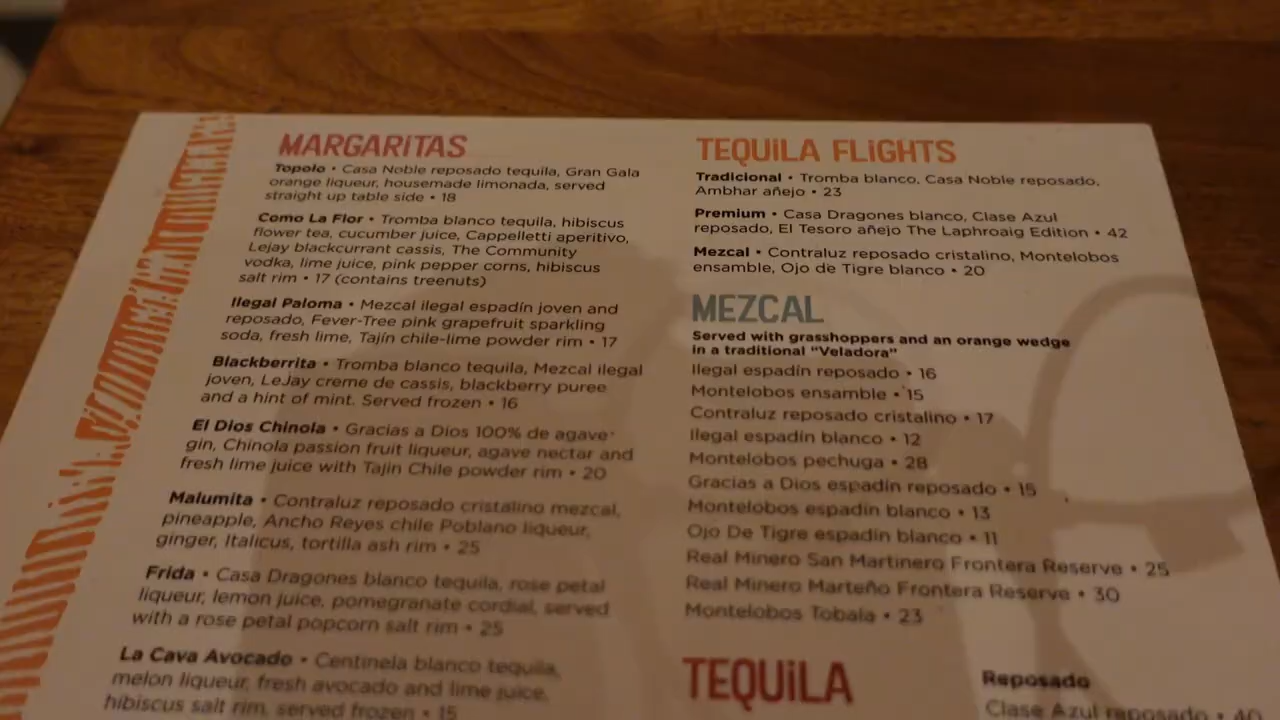 MARGARITAS
Topolo • Casa Noble reposado tequila, Gran Gala
orange liqueur, housemade limonada, served
straight up table side • 18
Como La Flor • Tromba blanco tequila, hibiscus
flower tea, cucumber juice, Cappelletti aperitivo,
Lejay blackcurrant cassis, The Community
vodka, lime juice, pink pepper corns, hibiscus
salt rim • 17 (contains treenuts)
Ilegal Paloma • Mezcal ilegal espadín joven and
reposado, Fever-Tree pink grapefruit sparkling
soda, fresh lime, Tajín chile-lime powder rim • 17
Blackberrita • Tromba blanco tequila, Mezcal ilegal
joven, LeJay creme de cassis, blackberry puree
and a hint of mint. Served frozen • 16
El Dios Chinola • Gracias a Dios 100% de agave
gin, Chinola passion fruit liqueur, agave nectar and
fresh lime juice with Tajin Chile powder rim • 20
Malumita • Contraluz reposado cristalino mezcal,
pineapple, Ancho Reyes chile Poblano liqueur,
ginger, Italicus, tortilla ash rim • 25
Frida • Casa Dragones blanco tequila, rose petal
liqueur, lemon juice, pomegranate cordial, served
with a rose petal popcorn salt rim • 25
La Cava Avocado • Centinela blanco tequila,
melon liqueur, fresh avocado and lime juice,
hibiscus salt rim, served frozen • 15
TEQUILA FLIGHTS
Tradicional • Tromba blanco, Casa Noble reposado,
Ambhar añejo • 23
Premium • Casa Dragones blanco, Clase Azul
reposado, El Tesoro añejo The Laphroaig Edition • 42
Mezcal • Contraluz reposado cristalino, Montelobos
ensamble, Ojo de Tigre blanco • 20
MEZCAL
Served with grasshoppers and an orange wedge
in a traditional "Veladora"
Ilegal espadín reposado • 16
Montelobos ensamble • 15
Contraluz reposado cristalino • 17
Ilegal espadín blanco • 12
Montelobos pechuga • 28
Gracias a Dios espadín reposado • 15
Montelobos espadín blanco • 13
Ojo De Tigre espadín blanco • 11
Real Minero San Martinero Frontera Reserve • 25
Real Minero Marteño Frontera Reserve • 30
Montelobos Tobala • 23
TEQUILA
Reposado
Clase Azul reposado • 40